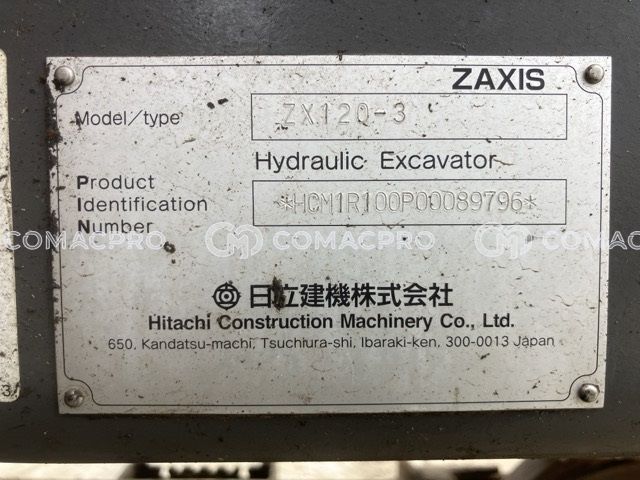 ZAXIS
Model/type ZX120-3
Hydraulic Excavator
Product
Identification *HCM1R100P00089796*
Number
COMACPRO COMACPRO COMACPRO
日立建機株式会社
Hitachi Construction Machinery Co., Ltd.
650, Kandatsu-machi, Tsuchiura-shi, Ibaraki-ken, 300-0013 Japan